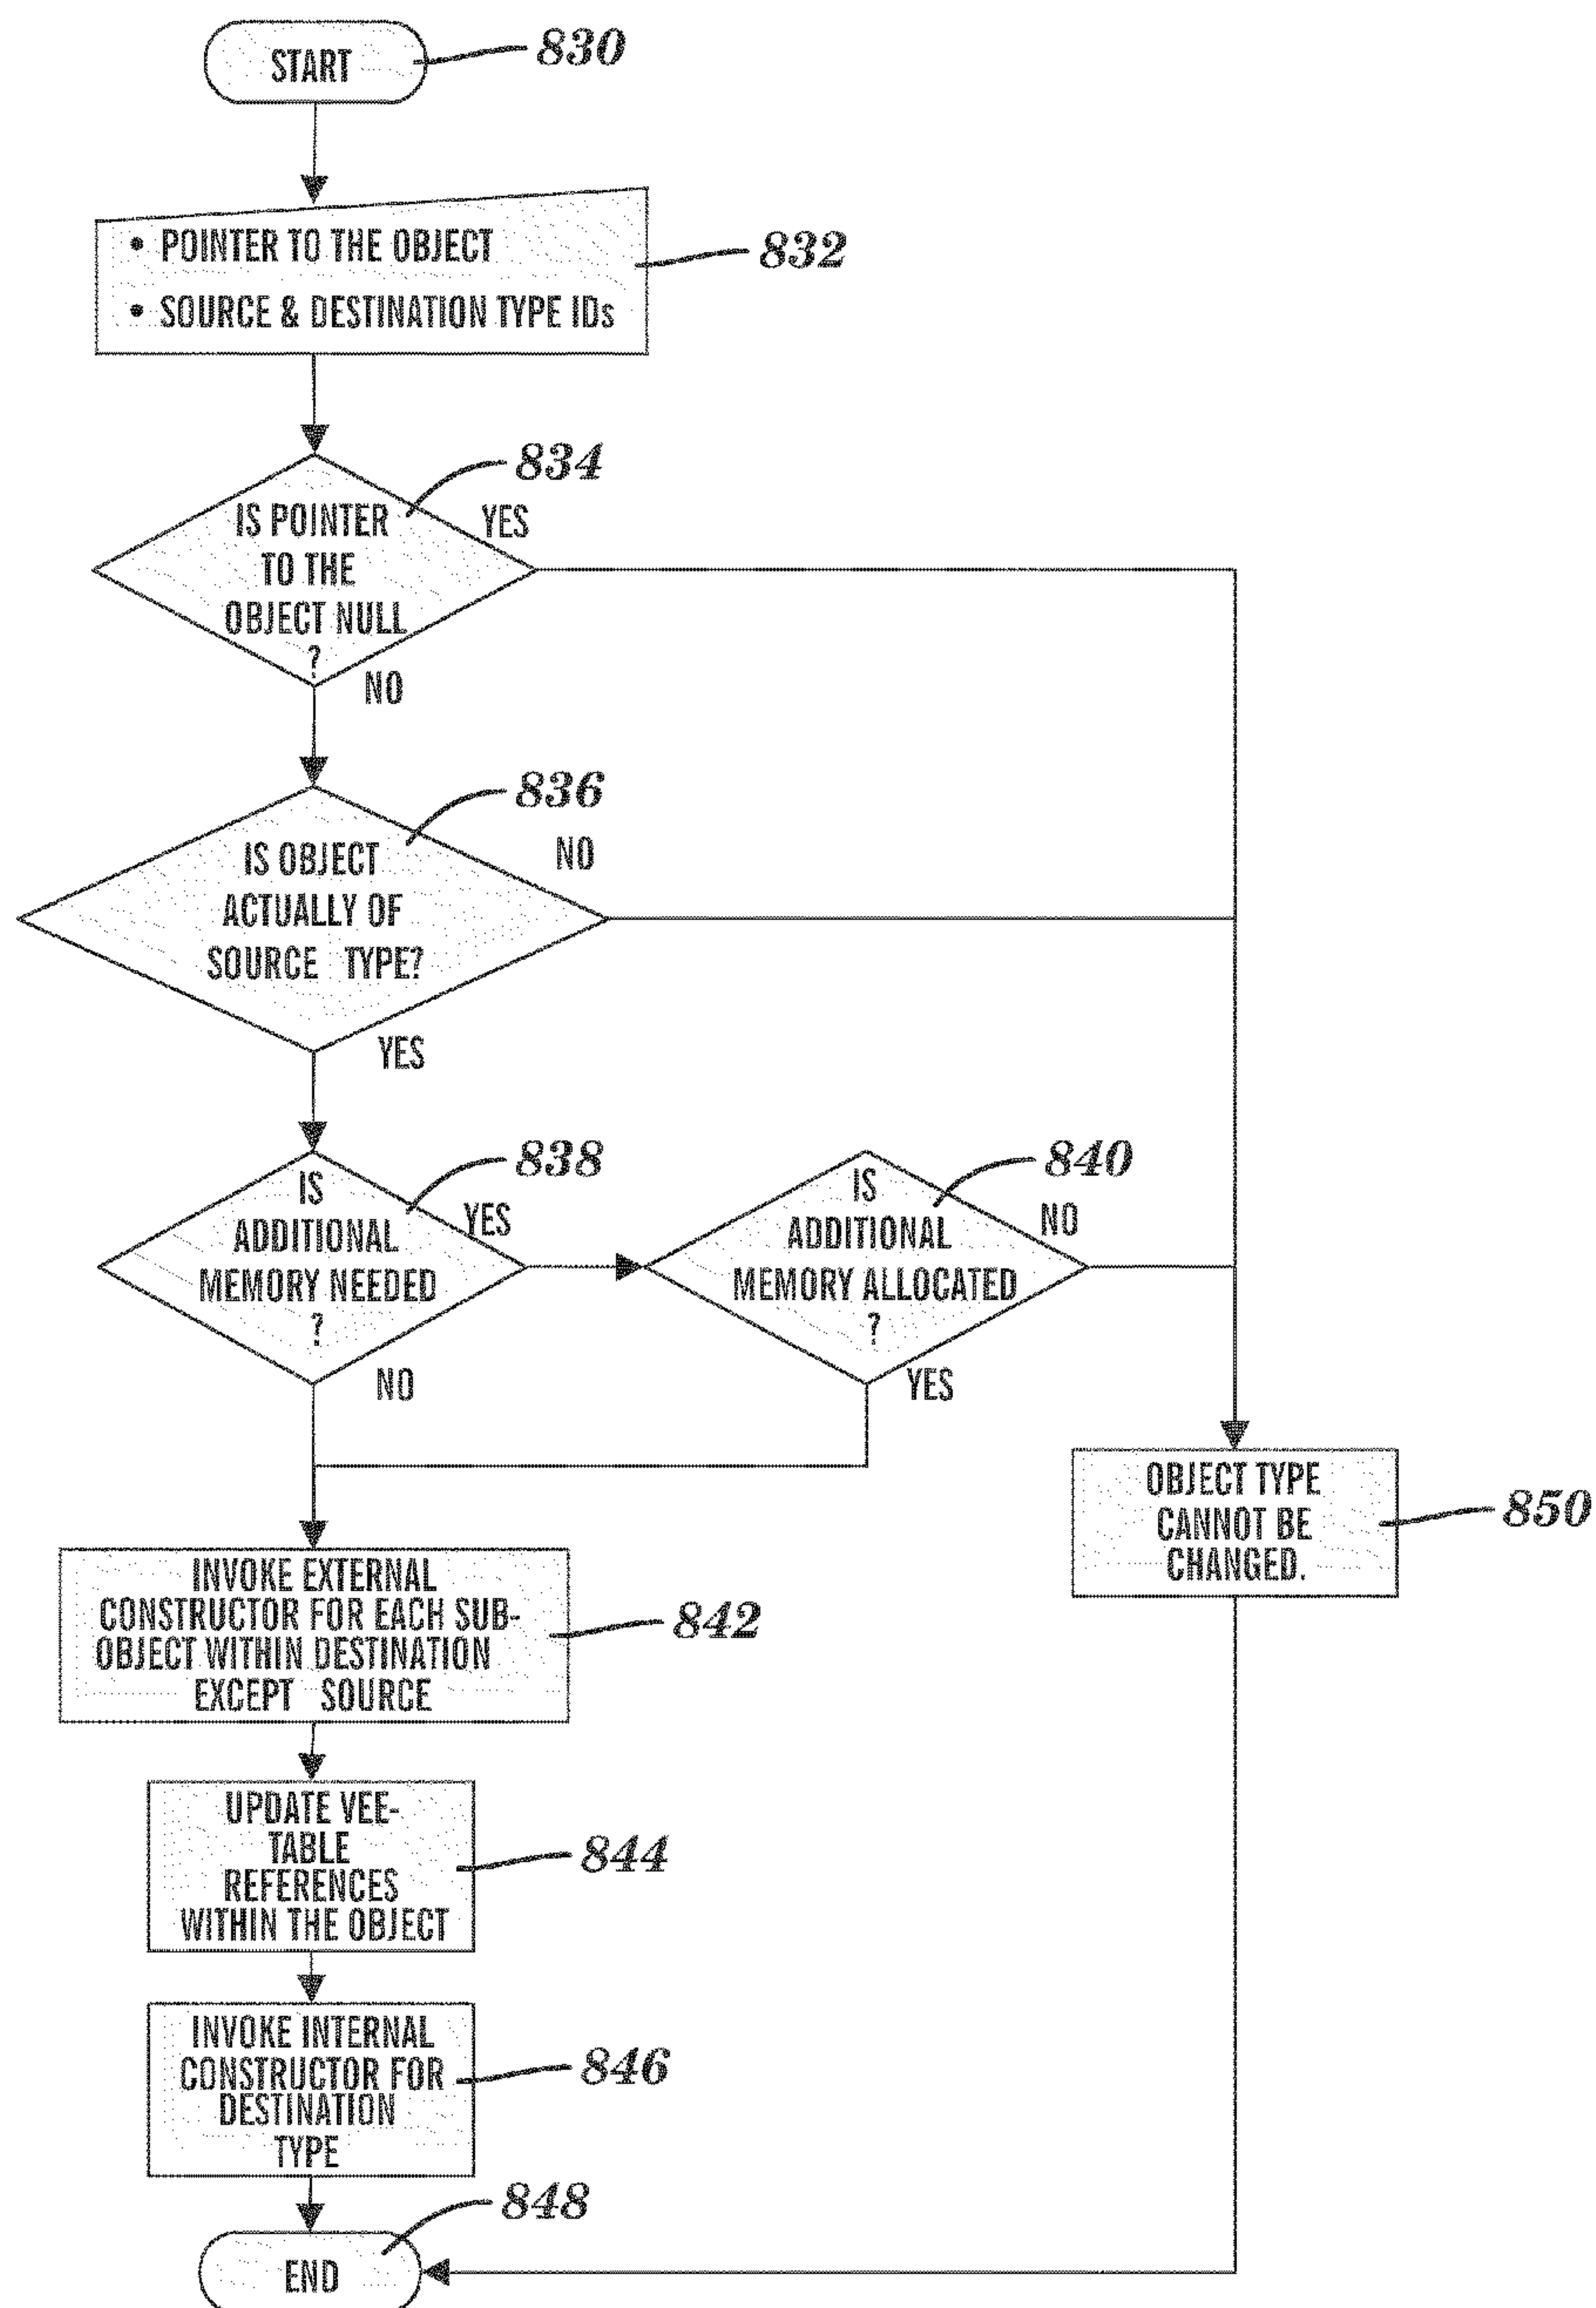 START
830
• POINTER TO THE OBJECT
• SOURCE & DESTINATION TYPE IDs
832
834
IS POINTER
TO THE
OBJECT NULL
?
YES
NO
836
IS OBJECT
ACTUALLY OF
SOURCE TYPE?
NO
YES
838
IS
ADDITIONAL
MEMORY NEEDED
?
YES
NO
840
IS
ADDITIONAL
MEMORY ALLOCATED
?
NO
YES
OBJECT TYPE
CANNOT BE
CHANGED.
850
INVOKE EXTERNAL
CONSTRUCTOR FOR EACH SUB-
OBJECT WITHIN DESTINATION
EXCEPT SOURCE
842
UPDATE VEE-
TABLE
REFERENCES
WITHIN THE OBJECT
844
INVOKE INTERNAL
CONSTRUCTOR FOR
DESTINATION
TYPE
846
848
END